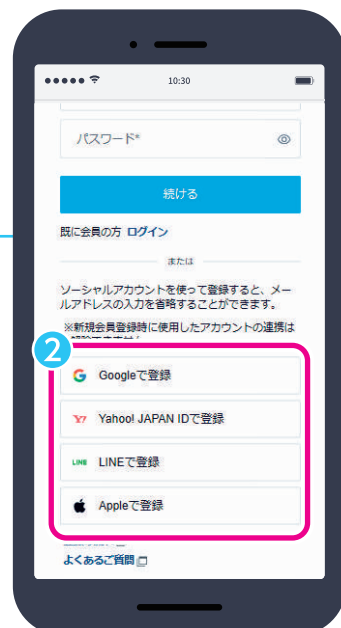 10:30
パスワード*
続ける
既に会員の方 ログイン
または
ソーシャルアカウントを使って登録すると、メー
ルアドレスの入力を省略することができます。
※新規会員登録時に使用したアカウントの連携は
2
Googleで登録
Yahoo! JAPAN IDで登録
LINE LINEで登録
Appleで登録
よくあるご質問